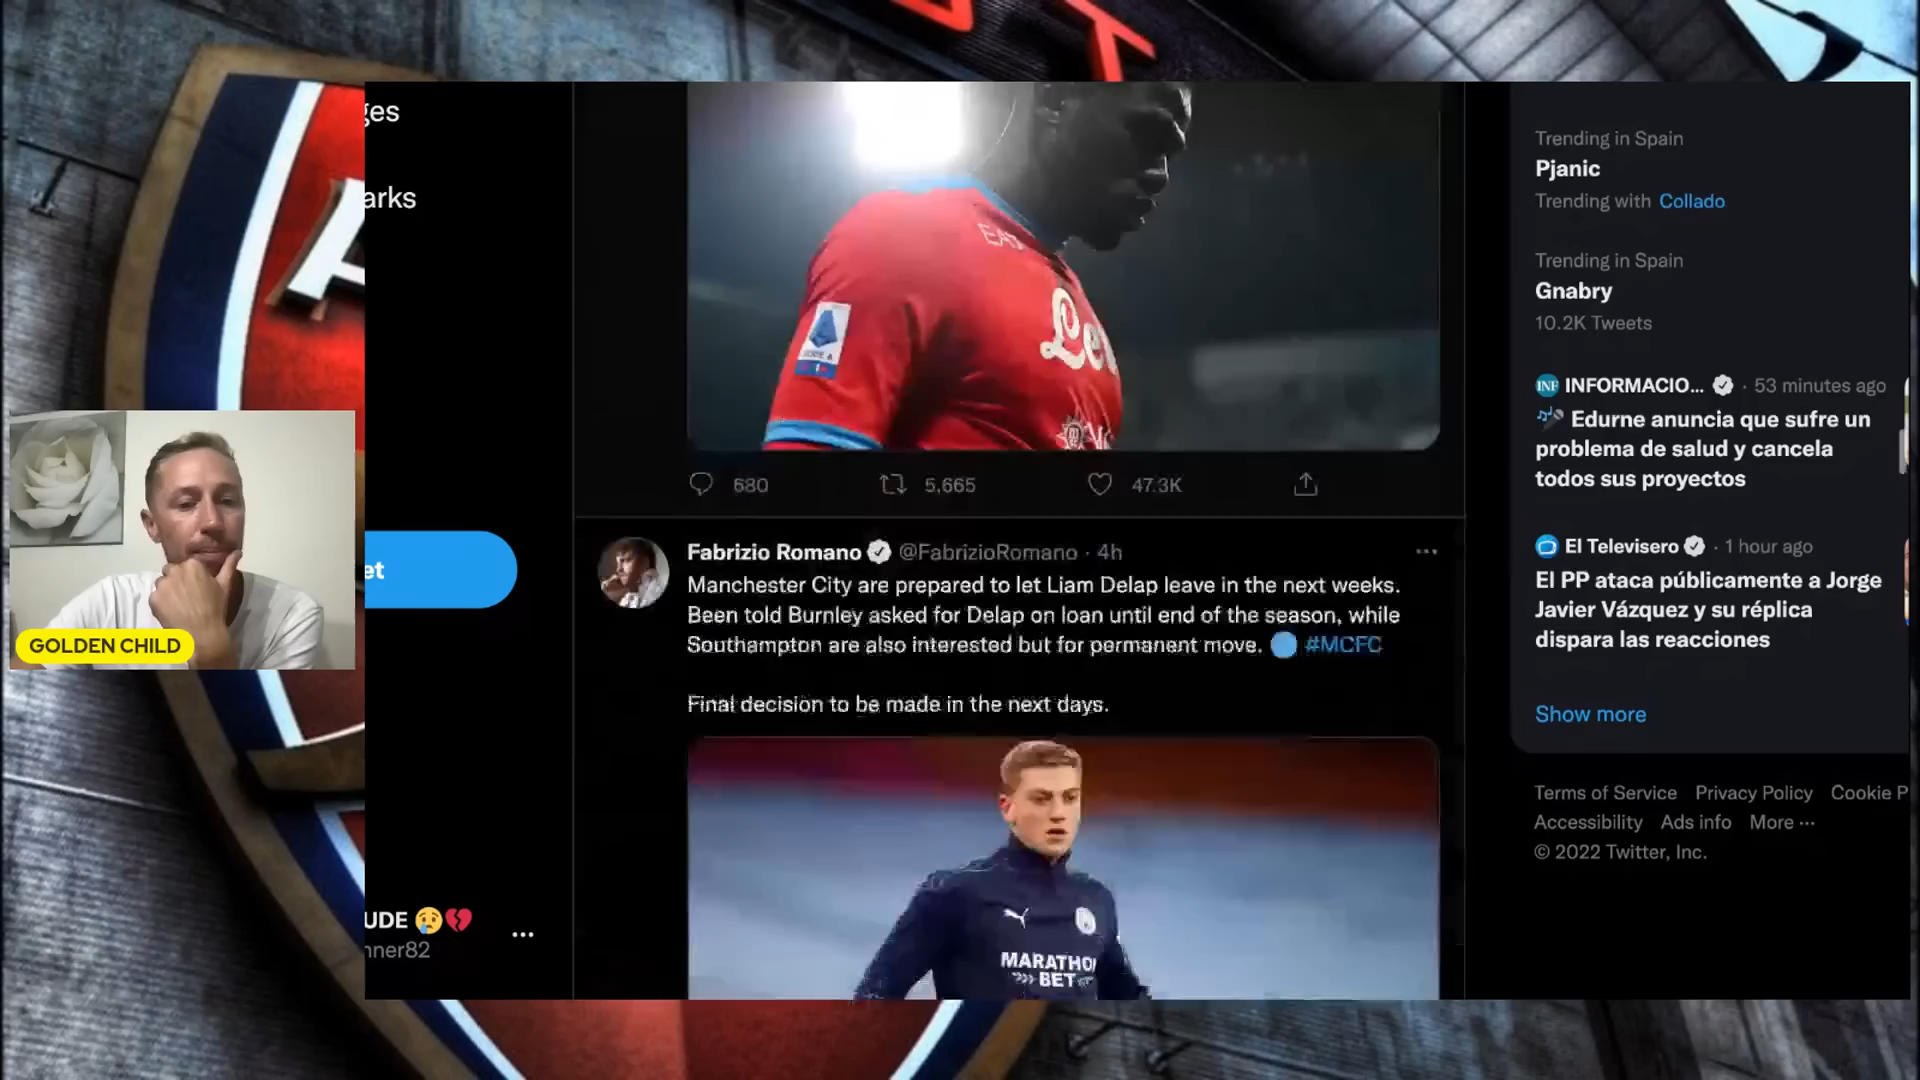 ges
arks
et
UDE 😢💔
nner82
GOLDEN CHILD
680
5,665
47.3K
Fabrizio Romano @FabrizioRomano · 4h
Manchester City are prepared to let Liam Delap leave in the next weeks.
Been told Burnley asked for Delap on loan until end of the season, while
Southampton are also interested but for permanent move. 🔵 #MCFC
Final decision to be made in the next days.
MARATHO
BET
Trending in Spain
Pjanic
Trending with Collado
Trending in Spain
Gnabry
10.2K Tweets
INF INFORMACIO... · 53 minutes ago
🎤 Edurne anuncia que sufre un
problema de salud y cancela
todos sus proyectos
El Televisero · 1 hour ago
El PP ataca públicamente a Jorge
Javier Vázquez y su réplica
dispara las reacciones
Show more
Terms of Service Privacy Policy Cookie P
Accessibility Ads info More ···
© 2022 Twitter, Inc.